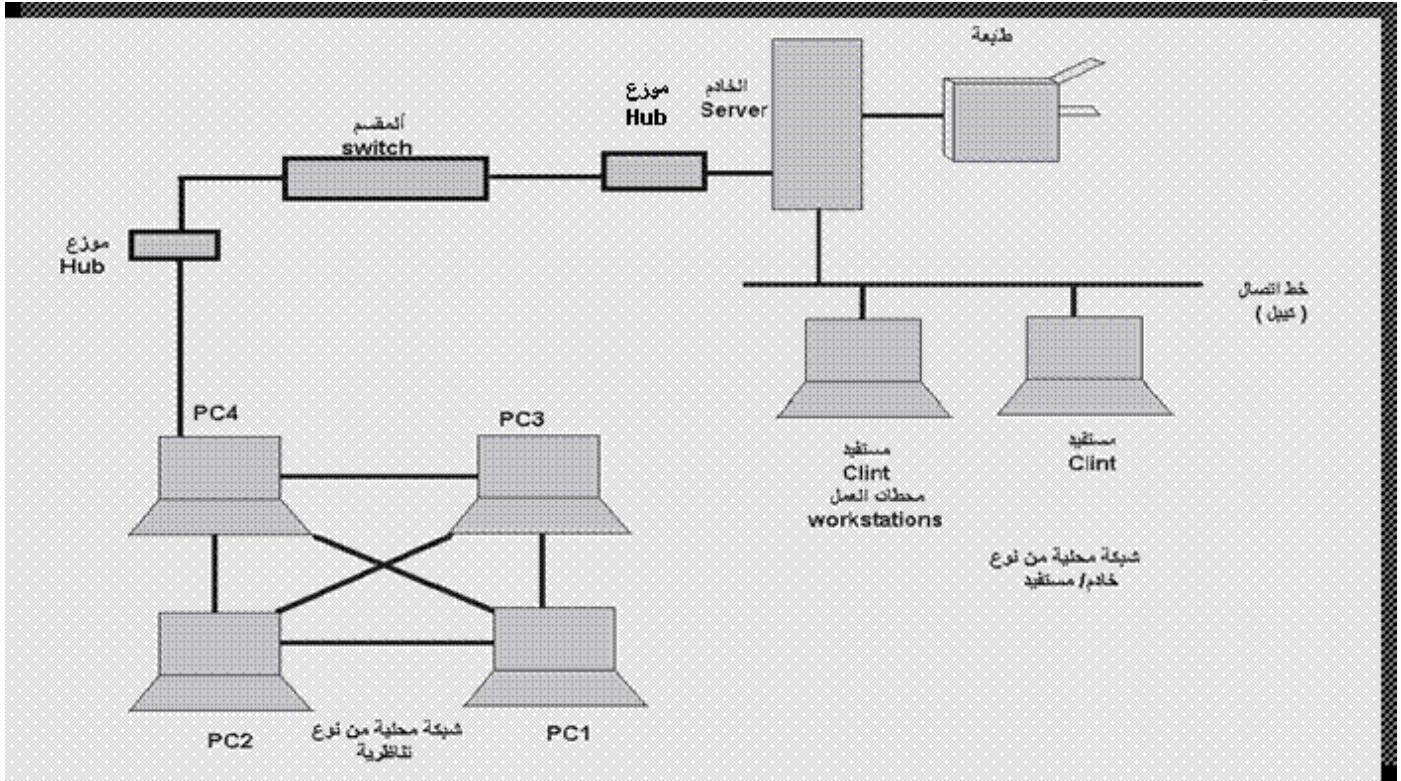 طابعة
الخادم
Server
موزع
Hub
ألمقسم
switch
موزع
Hub
خط اتصال
( كيبل )
PC4
PC3
مستفيد
Clint
محطات العمل
workstations
مستفيد
Clint
شبكة محلية من نوع
خادم/ مستفيد
PC2
شبكة محلية من نوع
تناظرية
PC1